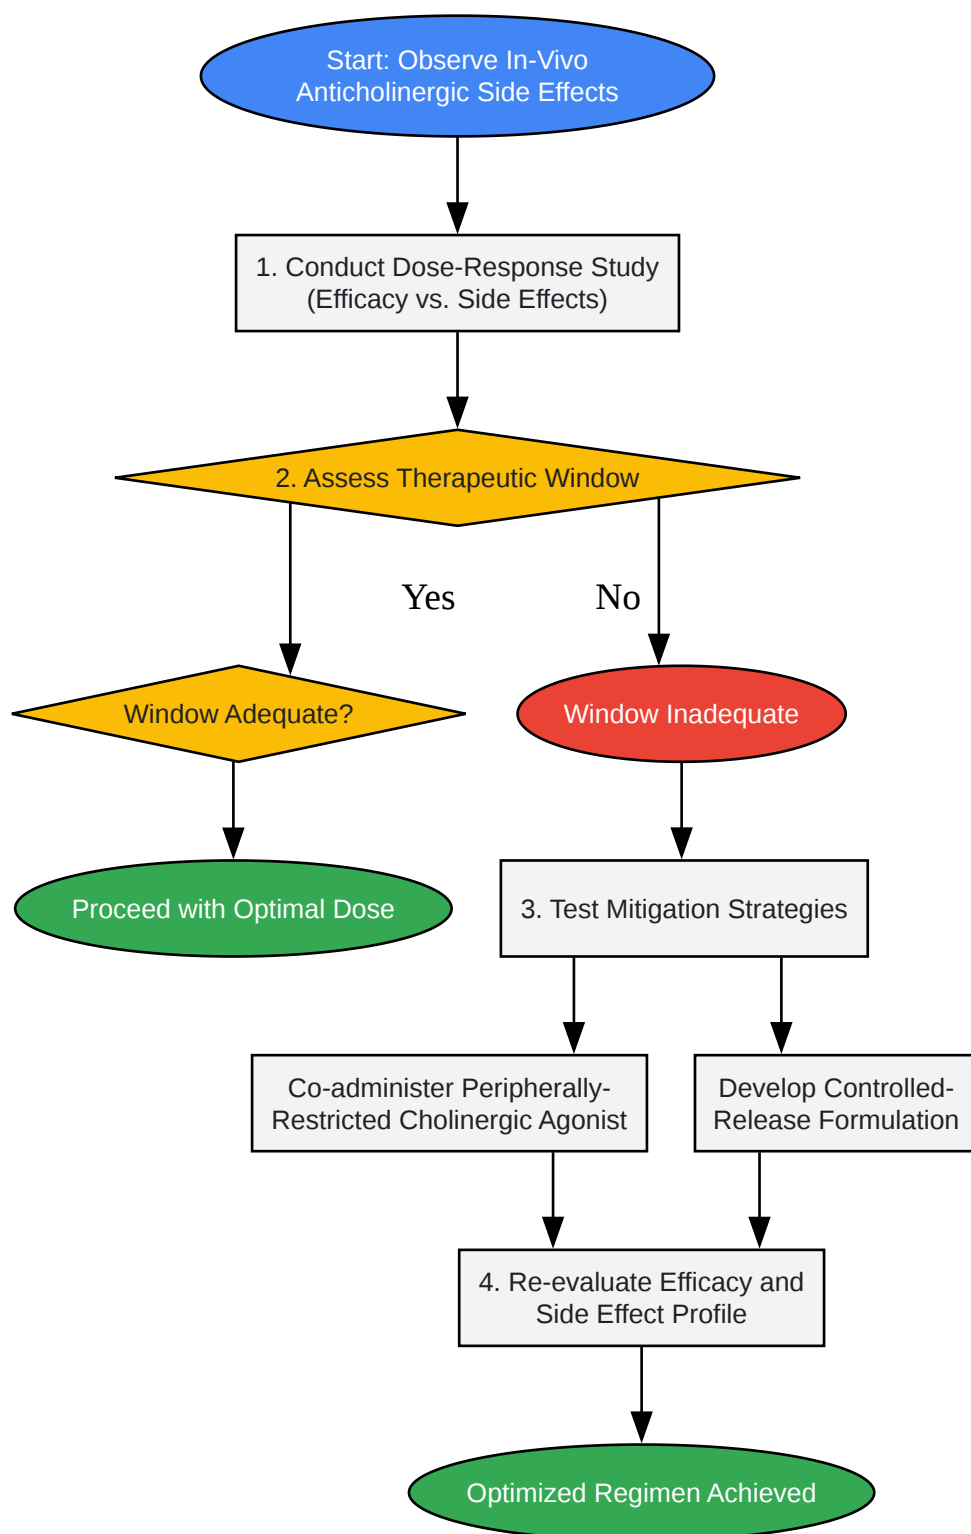 Start: Observe In-Vivo
Anticholinergic Side Effects
1. Conduct Dose-Response Study
(Efficacy vs. Side Effects)
2. Assess Therapeutic Window
Yes
No
Window Adequate?
Window Inadequate
Proceed with Optimal Dose
3. Test Mitigation Strategies
Co-administer Peripherally-
Restricted Cholinergic Agonist
Develop Controlled-
Release Formulation
4. Re-evaluate Efficacy and
Side Effect Profile
Optimized Regimen Achieved